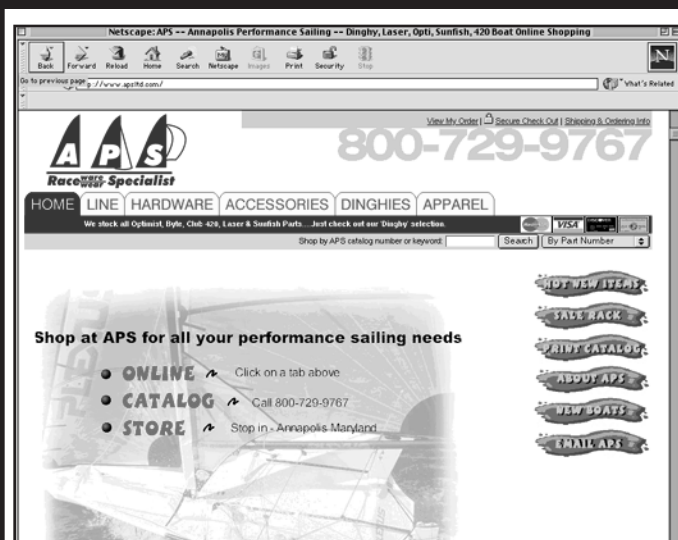 Netscape: APS -- Annapolis Performance Sailing -- Dinghy, Laser, Opti, Sunfish, 420 Boat Online Shopping
Back Forward Reload Home Search Netscape Images Print Security Stop
Go to previous page p://www.apsltd.com/ What's Related
View My Order | Secure Check Out | Shipping & Ordering Info
800-729-9767
APS
Raceware wear Specialist
HOME LINE HARDWARE ACCESSORIES DINGHIES APPAREL
We stock all Optimist, Byte, Club 420, Laser & Sunfish Parts....Just check out our 'Dinghy' selection.
VISA
Shop by APS catalog number or keyword: Search By Part Number
HOT NEW ITEMS
SALE RACK
PRINT CATALOG
ABOUT APS
NEW BOATS
EMAIL APS
Shop at APS for all your performance sailing needs
ONLINE Click on a tab above
CATALOG Call 800-729-9767
STORE Stop in - Annapolis Maryland